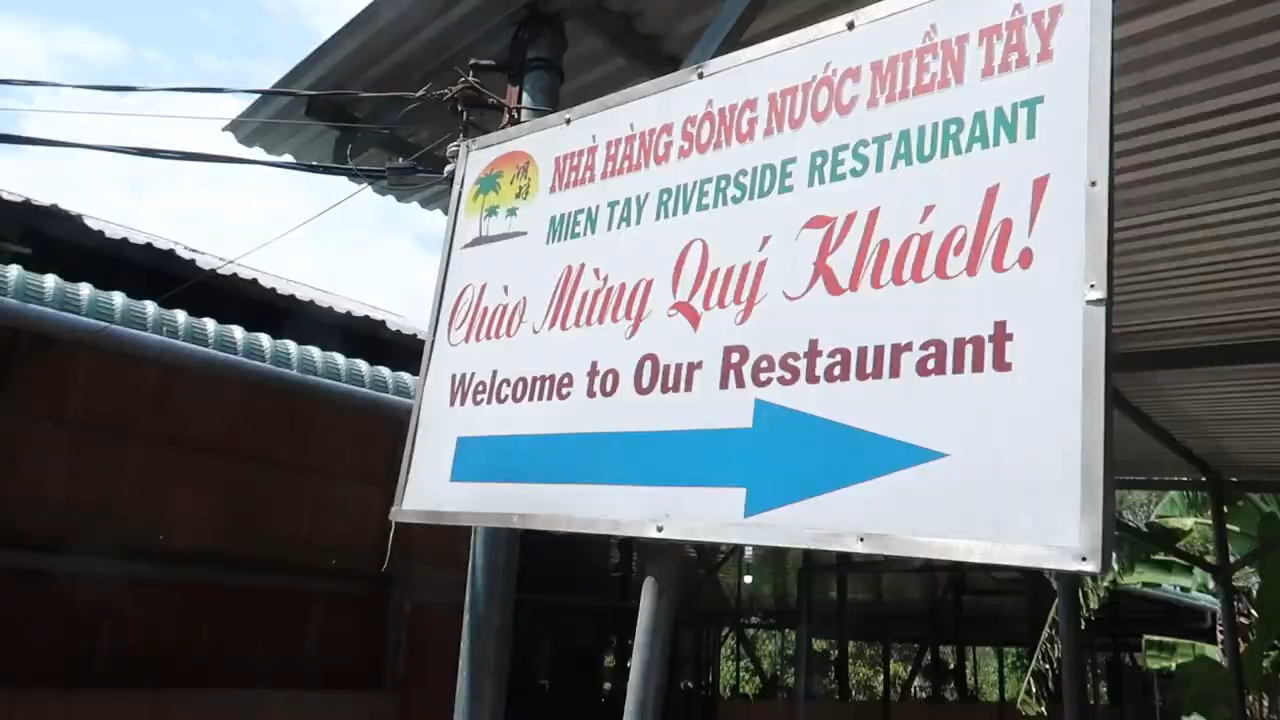 NHÀ HÀNG SÔNG NƯỚC MIỀN TÂY
MIEN TAY RIVERSIDE RESTAURANT
Chào Mừng Quý Khách!
Welcome to Our Restaurant